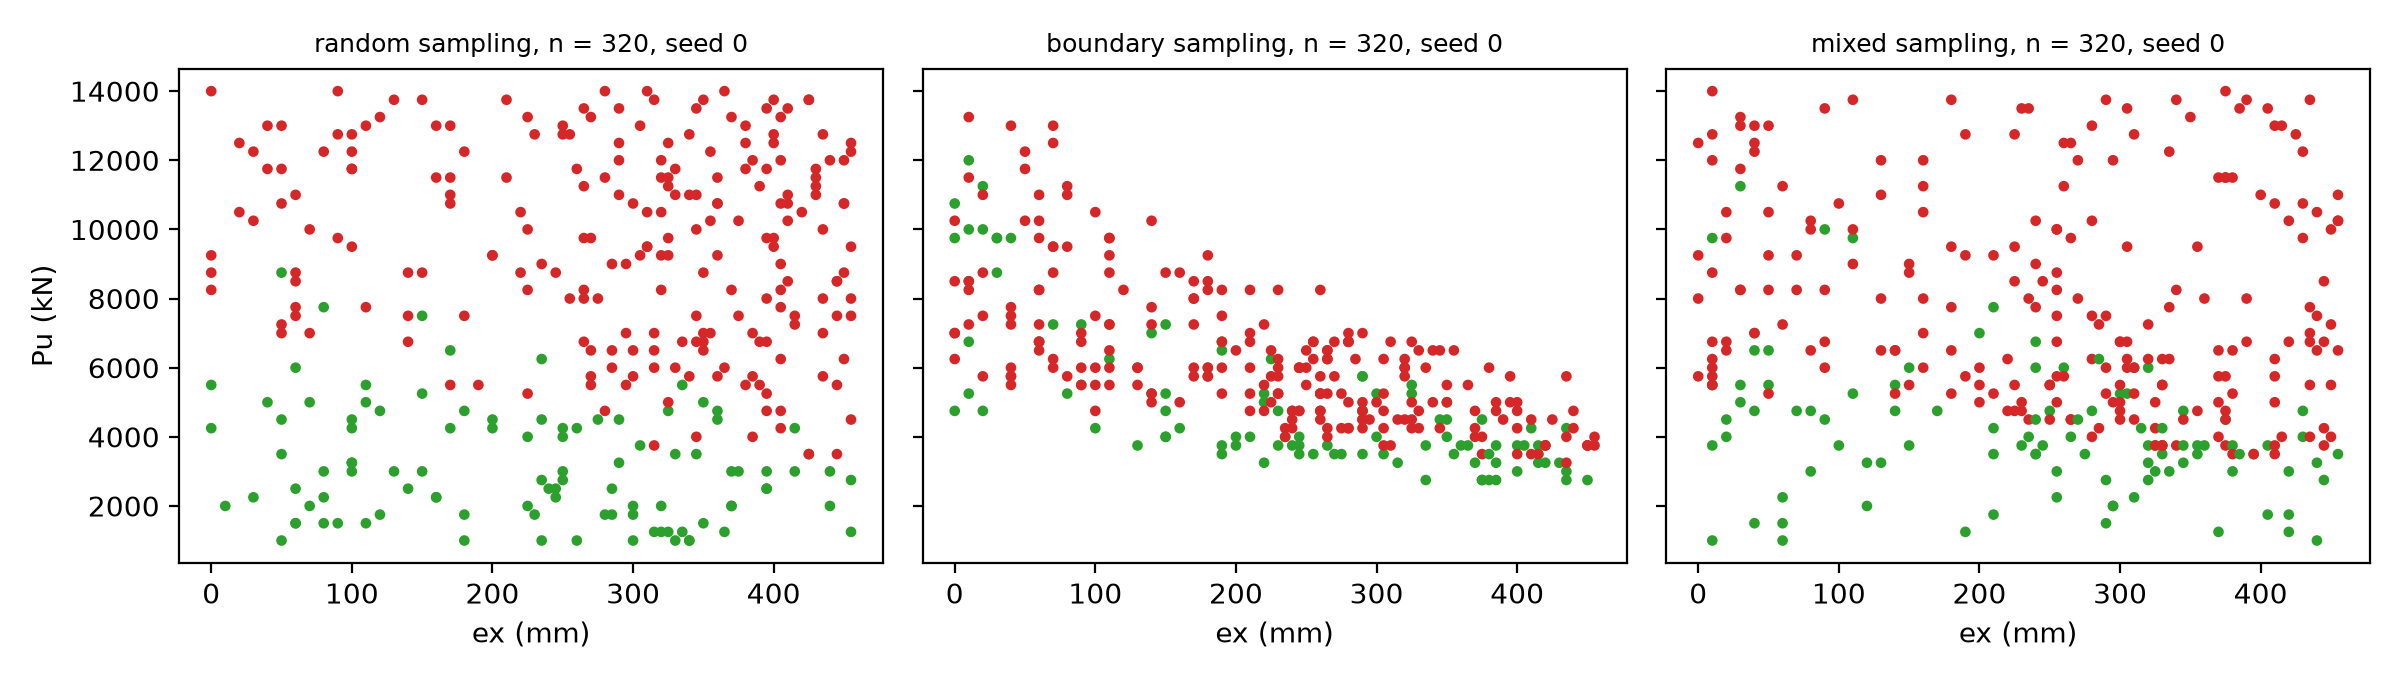 random sampling, n = 320, seed 0
boundary sampling, n = 320, seed 0
mixed sampling, n = 320, seed 0
Pu (kN)
14000
12000
10000
8000
6000
4000
2000
0 100 200 300 400
0 100 200 300 400
0 100 200 300 400
ex (mm)
ex (mm)
ex (mm)